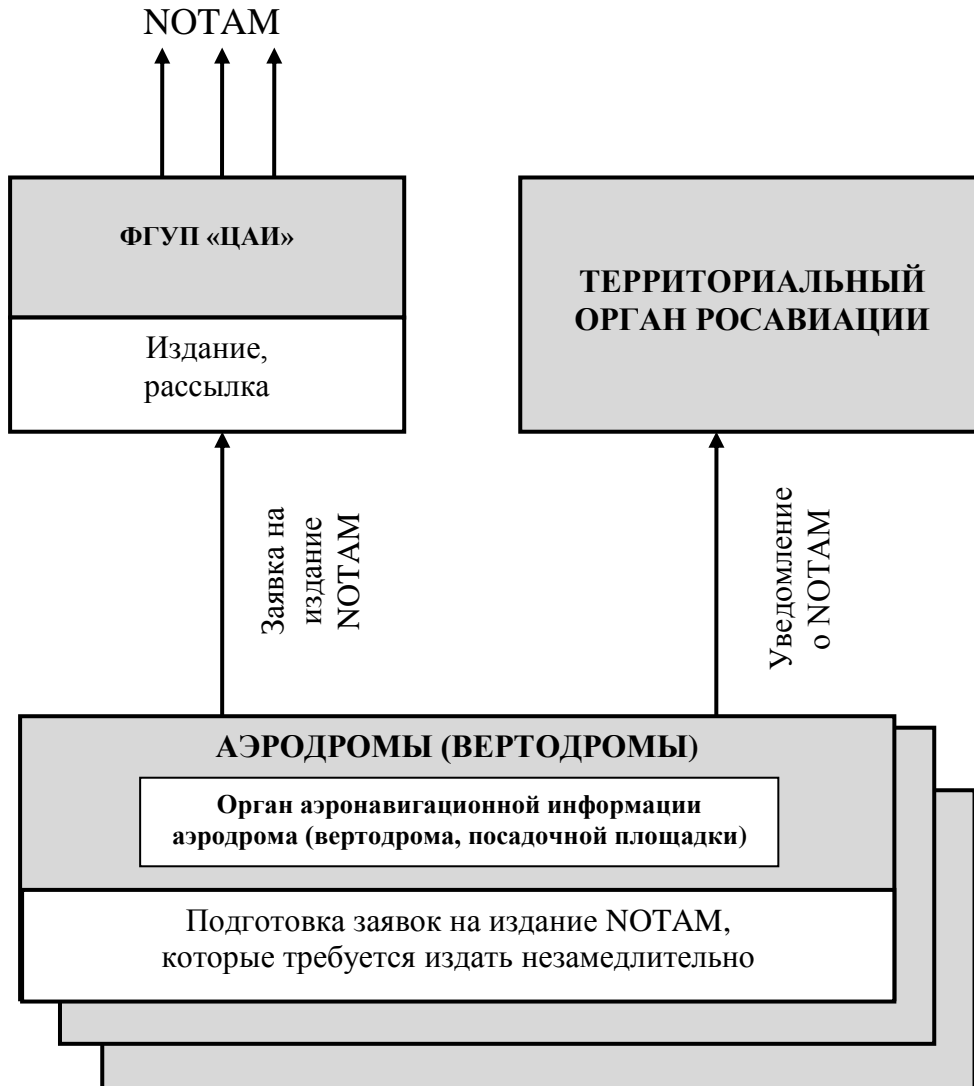 NOTAM
ФГУП «ЦАИ»
Издание,
рассылка
ТЕРРИТОРИАЛЬНЫЙ
ОРГАН РОСАВИАЦИИ
Заявка на
издание
NOTAM
Уведомление
о NOTAM
АЭРОДРОМЫ (ВЕРТОДРОМЫ)
Орган аэронавигационной информации
аэродрома (вертодрома, посадочной площадки)
Подготовка заявок на издание NOTAM,
которые требуется издать незамедлительно